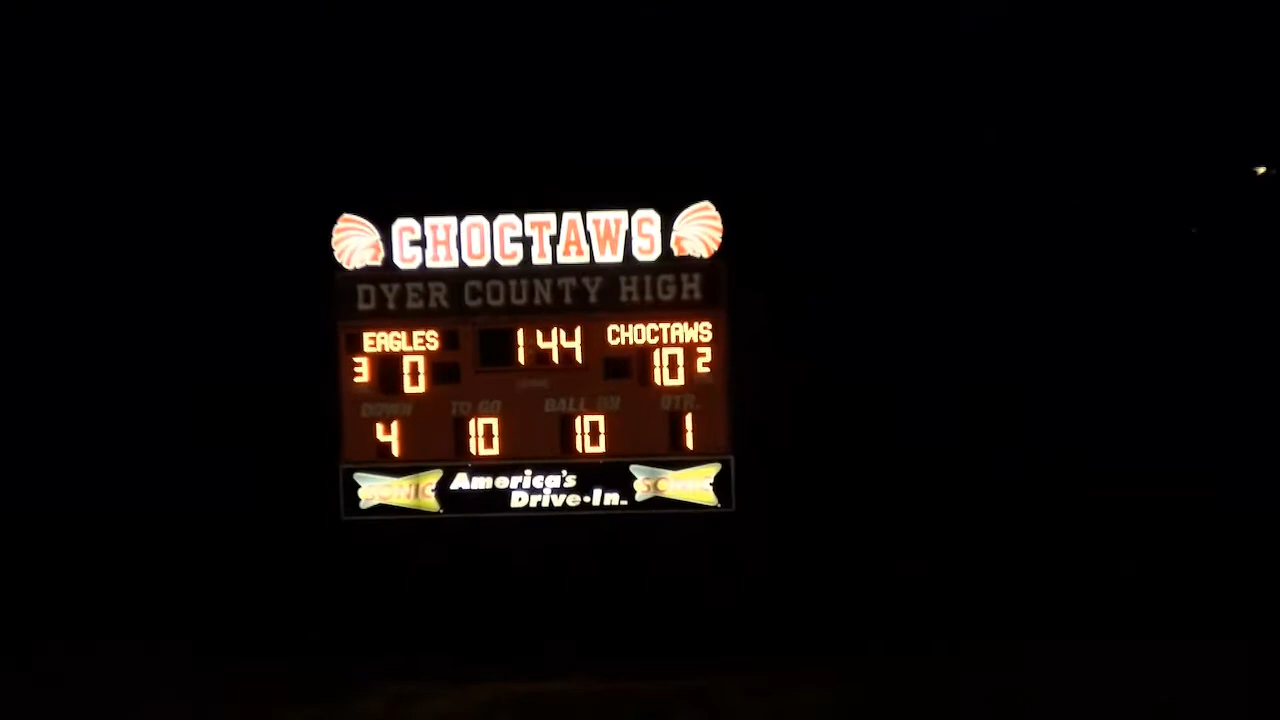 CHOCTAWS
DYER COUNTY HIGH
EAGLES 1 44 CHOCTAWS
3 0 10 2
DOWN TO GO BALL ON QTR.
4 10 10 1
SONIC America's SONIC
Drive-In.